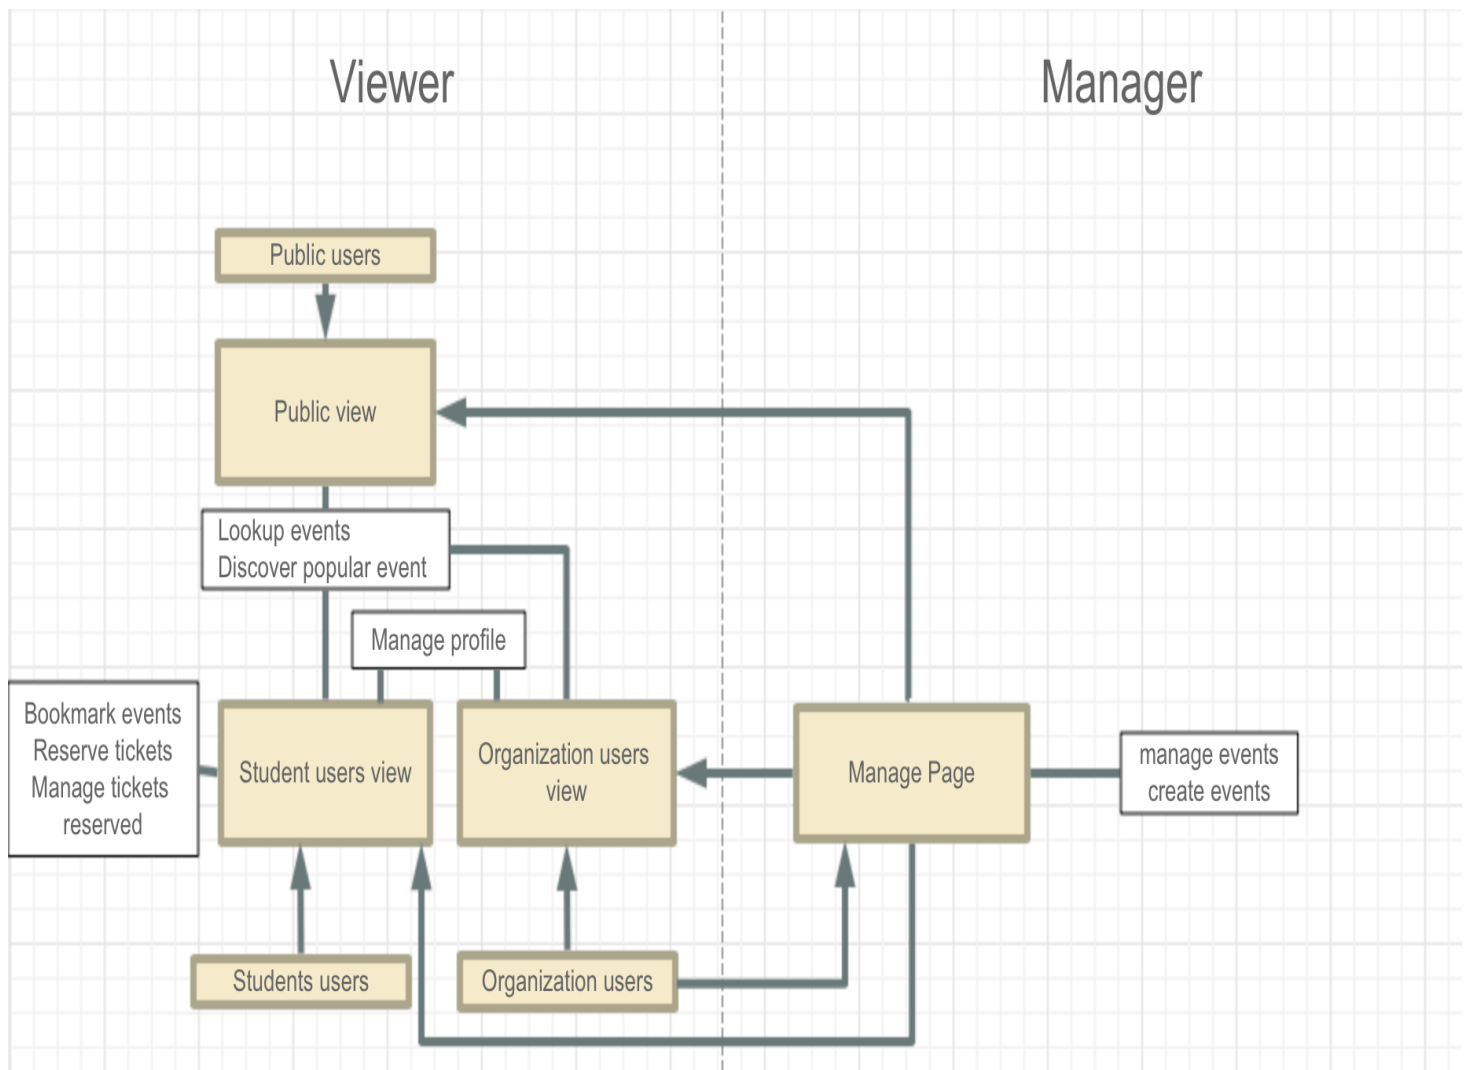 Viewer
Manager
Public users
Public view
Lookup events
Discover popular event
Manage profile
Bookmark events
Reserve tickets
Manage tickets
reserved
Student users view
Organization users
view
Manage Page
manage events
create events
Students users
Organization users